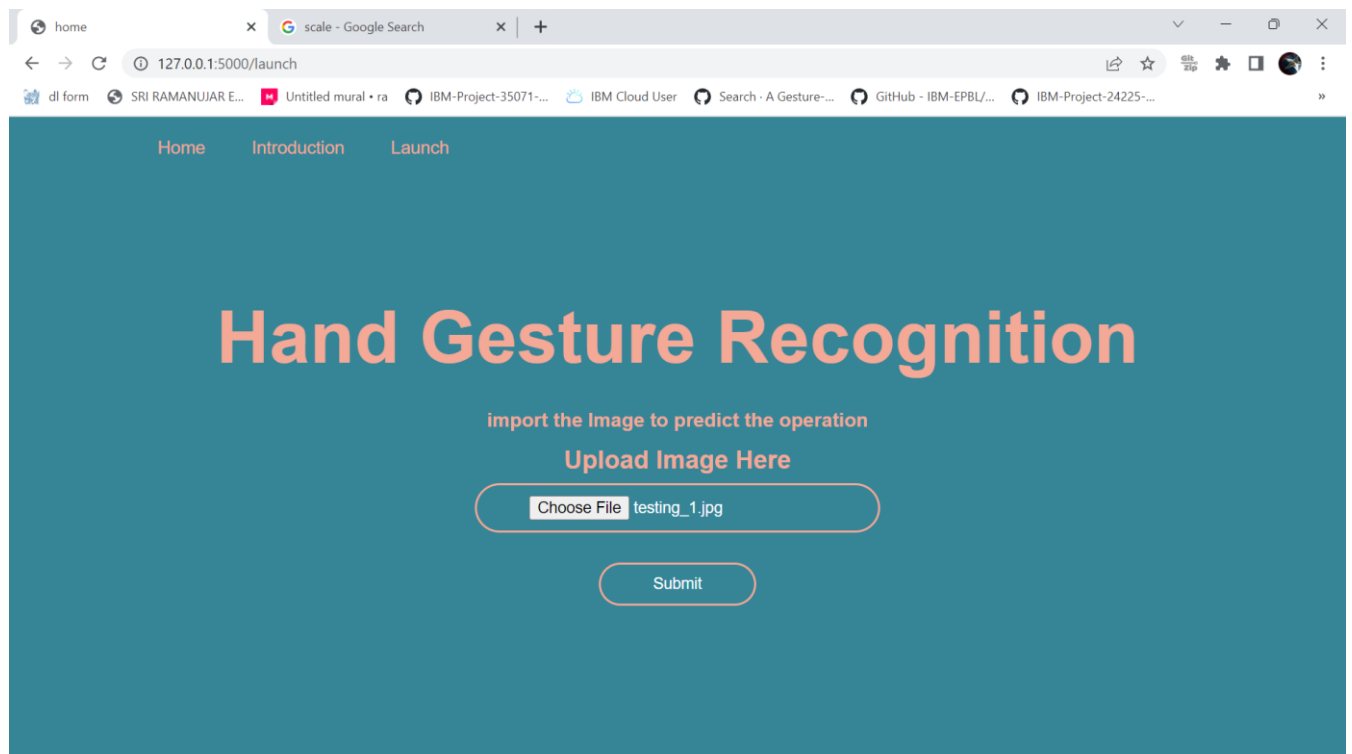 home
scale - Google Search
127.0.0.1:5000/launch
Git Zip
dl form SRI RAMANUJAR E... Untitled mural • ra IBM-Project-35071-... IBM Cloud User Search · A Gesture-... GitHub - IBM-EPBL/... IBM-Project-24225-... »
Home Introduction Launch
Hand Gesture Recognition
import the Image to predict the operation
Upload Image Here
Choose File testing_1.jpg
Submit